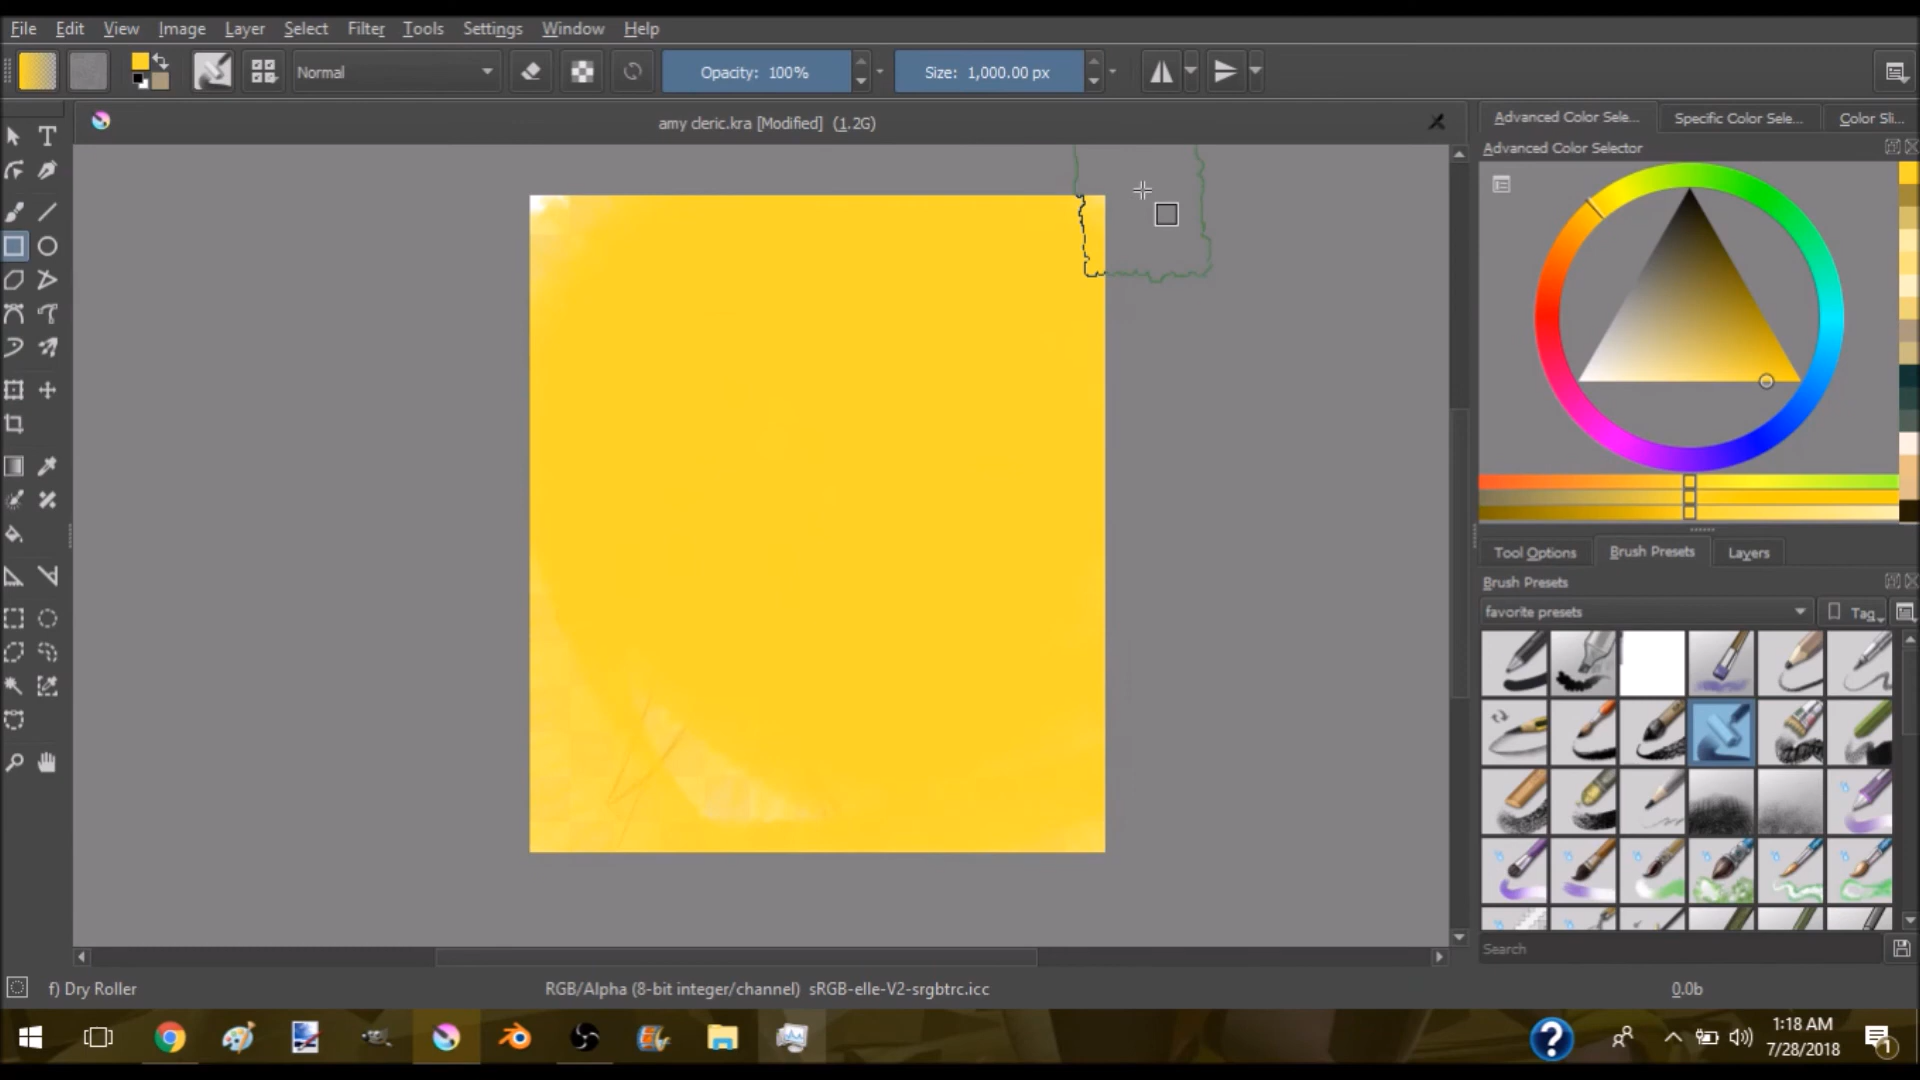 File Edit View Image Layer Select Filter Tools Settings Window Help
Normal
Opacity: 100%
Size: 1,000.00 px
amy cleric.kra [Modified] (1.2G)
Advanced Color Sele...
Specific Color Sele...
Color Sli...
Advanced Color Selector
Tool Options
Brush Presets
Layers
Brush Presets
favorite presets
Tag
Search
f) Dry Roller
RGB/Alpha (8-bit integer/channel) sRGB-elle-V2-srgbtrc.icc
0.0b
1:18 AM
7/28/2018
1